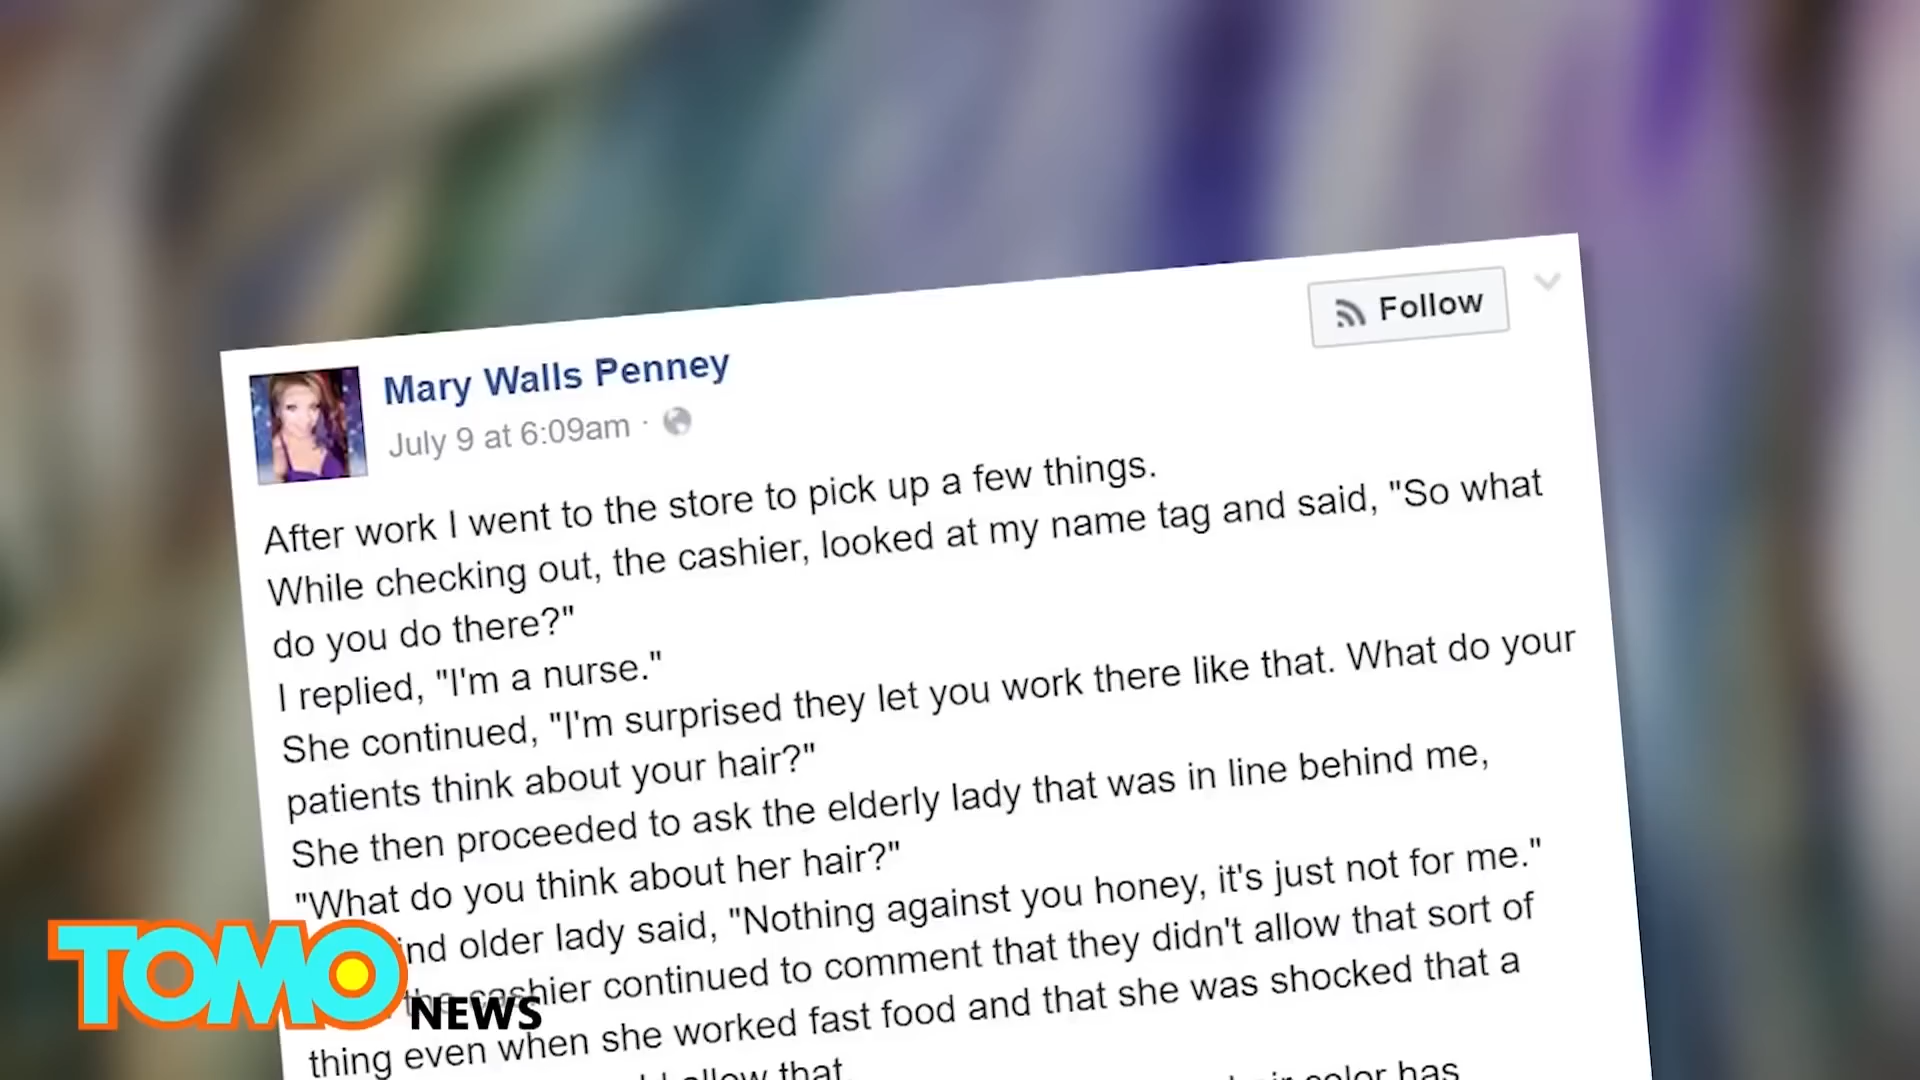 Follow
Mary Walls Penney
July 9 at 6:09am ·
After work I went to the store to pick up a few things.
While checking out, the cashier, looked at my name tag and said, "So what
do you do there?"
I replied, "I'm a nurse."
She continued, "I'm surprised they let you work there like that. What do your
patients think about your hair?"
She then proceeded to ask the elderly lady that was in line behind me,
"What do you think about her hair?"
older lady said, "Nothing against you honey, it's just not for me."
the cashier continued to comment that they didn't allow that sort of
thing even when she worked fast food and that she was shocked that a
allow that.
color has
TOMO
NEWS